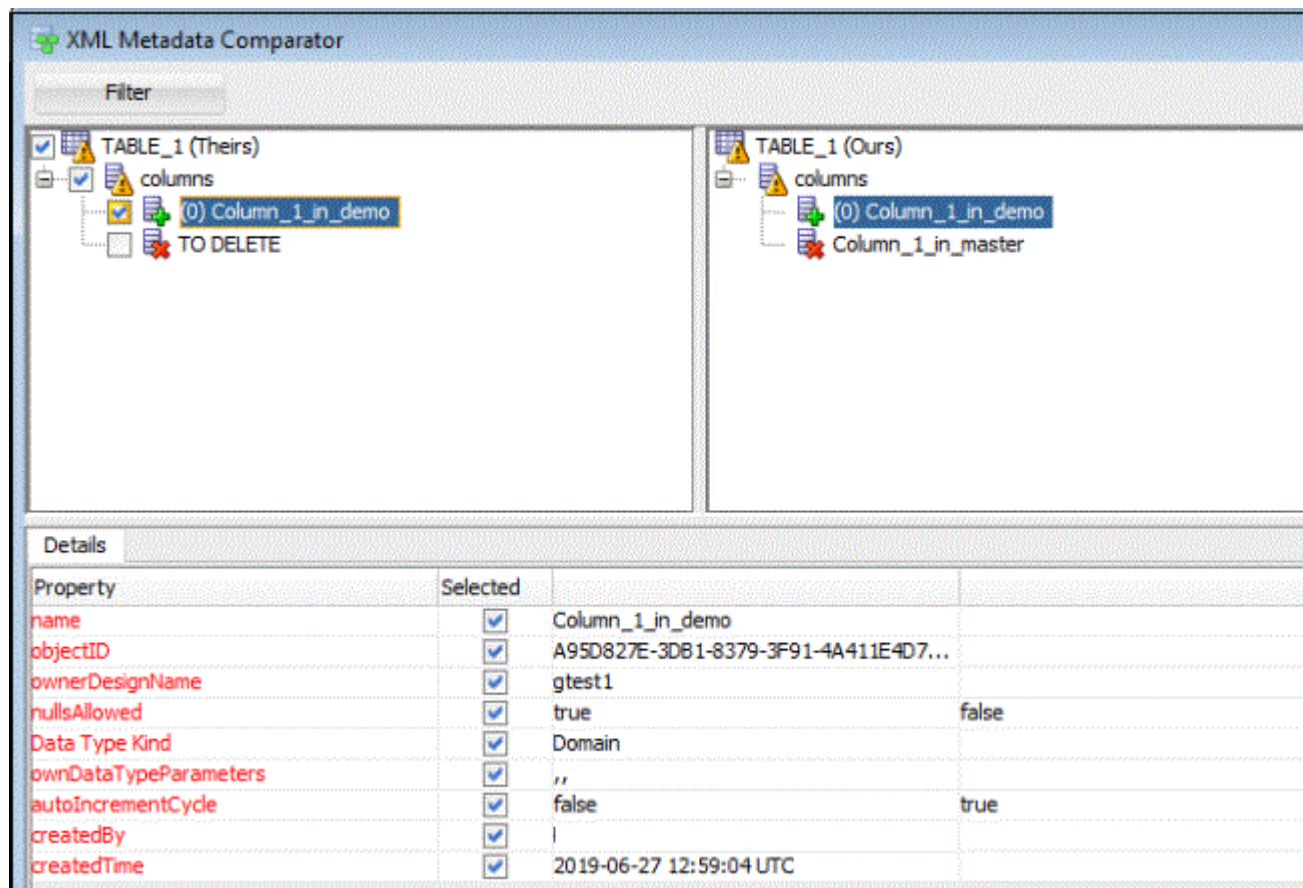 XML Metadata Comparator
Filter
TABLE_1 (Theirs)
columns
(0) Column_1_in_demo
TO DELETE
TABLE_1 (Ours)
columns
(0) Column_1_in_demo
Column_1_in_master
Details
Property Selected
name Column_1_in_demo
objectID A95D827E-3DB1-8379-3F91-4A411E4D7...
ownerDesignName gtest1
nullsAllowed true false
Data Type Kind Domain
ownDataTypeParameters ,,
autoIncrementCycle false true
createdBy l
createdTime 2019-06-27 12:59:04 UTC